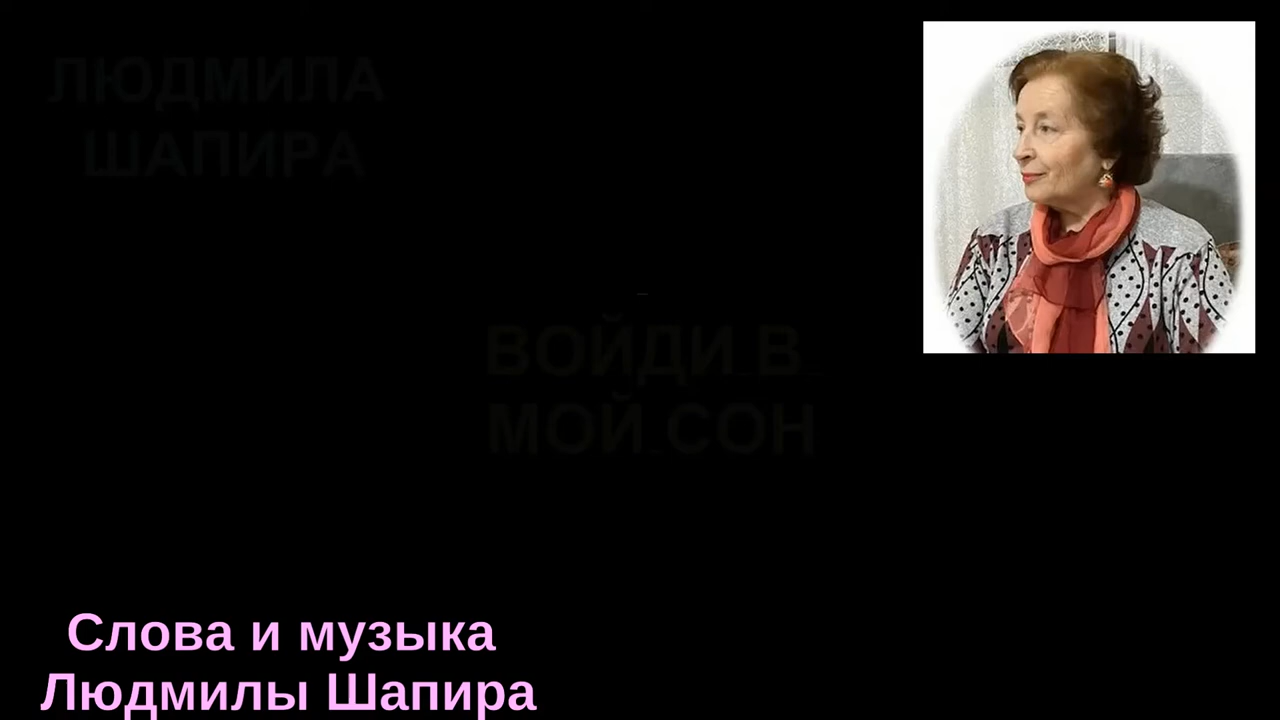 ЛЮДМИЛА
ШАПИРА
ВОЙДИ В
МОЙ СОН
Слова и музыка
Людмилы Шапира